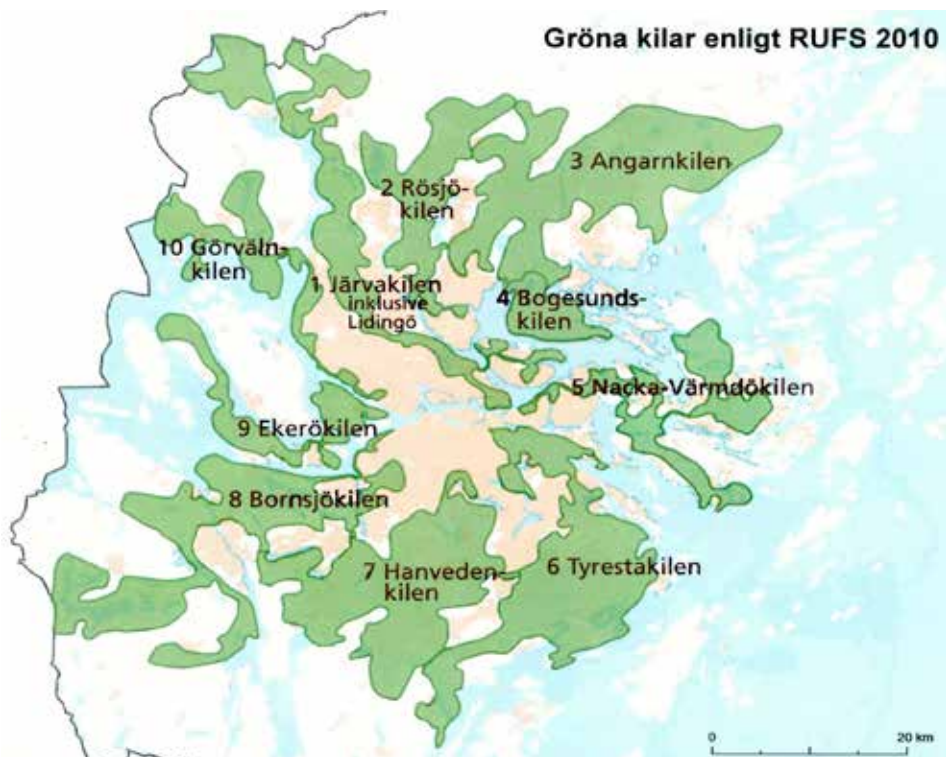 Gröna kilar enligt RUFS 2010
3 Angarnkilen
2 Rösjö-
kilen
10 Görväln-
kilen
1 Järvakilen
inklusive
Lidingö
4 Bogesunds-
kilen
5 Nacka-Värmdökilen
9 Ekerökilen
8 Bornsjökilen
7 Hanveden-
kilen
6 Tyrestakilen
0 20 km